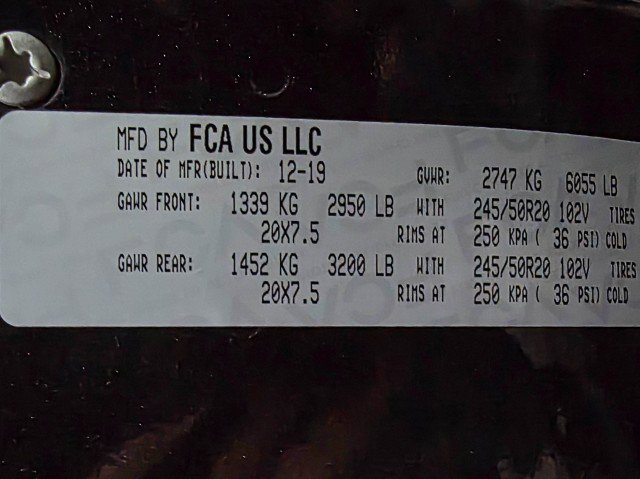 MFD BY FCA US LLC
DATE OF MFR(BUILT): 12-19 GVWR: 2747 KG 6055 LB
GAWR FRONT: 1339 KG 2950 LB WITH 245/50R20 102V TIRES
20X7.5 RIMS AT 250 KPA ( 36 PSI) COLD
GAWR REAR: 1452 KG 3200 LB WITH 245/50R20 102V TIRES
20X7.5 RIMS AT 250 KPA ( 36 PSI) COLD